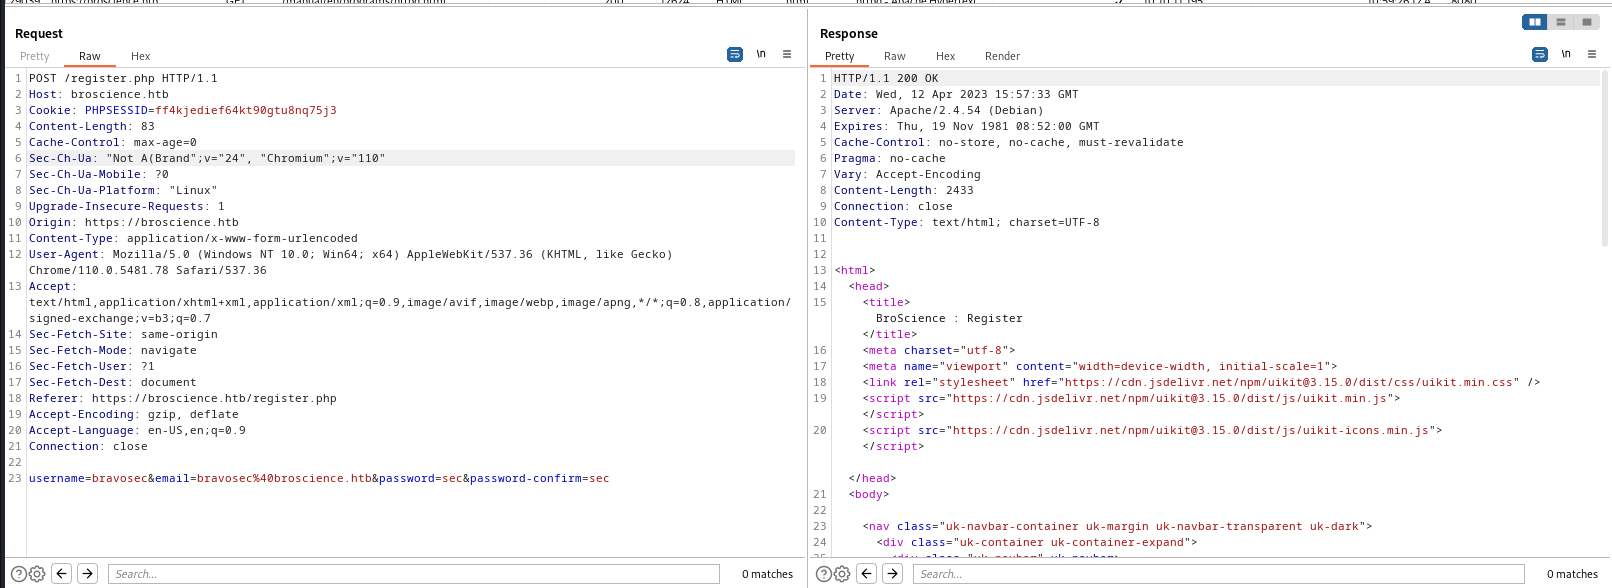 Request
Pretty Raw Hex
\n
1 POST /register.php HTTP/1.1
2 Host: broscience.htb
3 Cookie: PHPSESSID=ff4kjedief64kt90gtu8nq75j3
4 Content-Length: 83
5 Cache-Control: max-age=0
6 Sec-Ch-Ua: "Not A(Brand";v="24", "Chromium";v="110"
7 Sec-Ch-Ua-Mobile: ?0
8 Sec-Ch-Ua-Platform: "Linux"
9 Upgrade-Insecure-Requests: 1
10 Origin: https://broscience.htb
11 Content-Type: application/x-www-form-urlencoded
12 User-Agent: Mozilla/5.0 (Windows NT 10.0; Win64; x64) AppleWebKit/537.36 (KHTML, like Gecko)
Chrome/110.0.5481.78 Safari/537.36
13 Accept:
text/html,application/xhtml+xml,application/xml;q=0.9,image/avif,image/webp,image/apng,*/*;q=0.8,application/
signed-exchange;v=b3;q=0.7
14 Sec-Fetch-Site: same-origin
15 Sec-Fetch-Mode: navigate
16 Sec-Fetch-User: ?1
17 Sec-Fetch-Dest: document
18 Referer: https://broscience.htb/register.php
19 Accept-Encoding: gzip, deflate
20 Accept-Language: en-US,en;q=0.9
21 Connection: close
22
23 username=bravosec&email=bravosec%40broscience.htb&password=sec&password-confirm=sec
Search...
0 matches
Response
Pretty Raw Hex Render
\n
1 HTTP/1.1 200 OK
2 Date: Wed, 12 Apr 2023 15:57:33 GMT
3 Server: Apache/2.4.54 (Debian)
4 Expires: Thu, 19 Nov 1981 08:52:00 GMT
5 Cache-Control: no-store, no-cache, must-revalidate
6 Pragma: no-cache
7 Vary: Accept-Encoding
8 Content-Length: 2433
9 Connection: close
10 Content-Type: text/html; charset=UTF-8
11
12
13 <html>
14 <head>
15 <title>
BroScience : Register
</title>
16 <meta charset="utf-8">
17 <meta name="viewport" content="width=device-width, initial-scale=1">
18 <link rel="stylesheet" href="https://cdn.jsdelivr.net/npm/uikit@3.15.0/dist/css/uikit.min.css" />
19 <script src="https://cdn.jsdelivr.net/npm/uikit@3.15.0/dist/js/uikit.min.js">
</script>
20 <script src="https://cdn.jsdelivr.net/npm/uikit@3.15.0/dist/js/uikit-icons.min.js">
</script>
</head>
21 <body>
22
23 <nav class="uk-navbar-container uk-margin uk-navbar-transparent uk-dark">
24 <div class="uk-container uk-container-expand">
Search...
0 matches